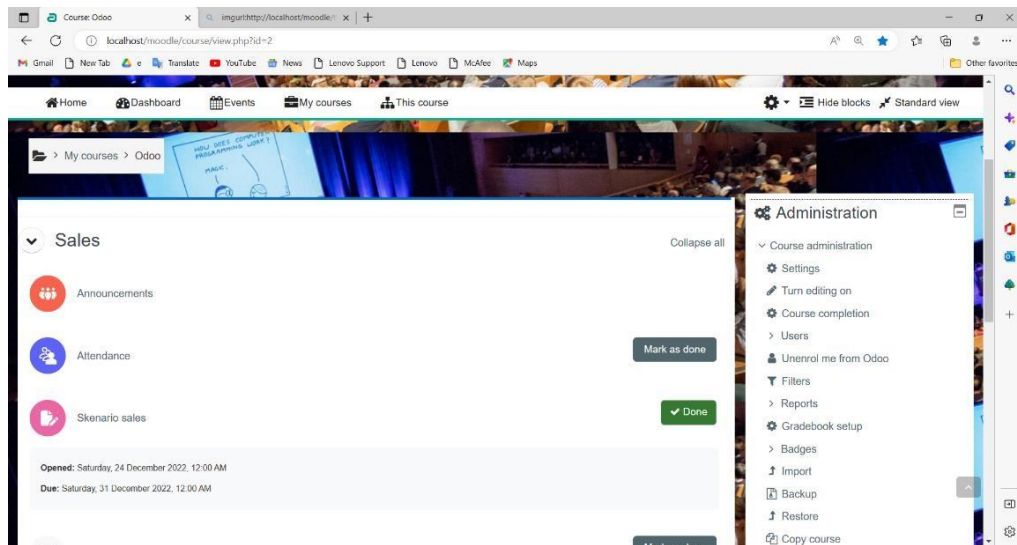 Course: Odoo
imgurl:http://localhost/moodle/
localhost/moodle/course/view.php?id=2
Gmail New Tab e Translate YouTube News Lenovo Support Lenovo McAfee Maps Other favorites
Home Dashboard Events My courses This course Hide blocks Standard view
My courses > Odoo
HOW DOES COMPUTER
PROGRAMMING WORK?
MAGIC.
Administration
Sales Collapse all
Course administration
Settings
Announcements
Turn editing on
Course completion
Users
Attendance Mark as done
Unenrol me from Odoo
Filters
Reports
Skenario sales Done
Gradebook setup
Badges
Opened: Saturday, 24 December 2022, 12:00 AM
Import
Due: Saturday, 31 December 2022, 12:00 AM
Backup
Restore
Copy course